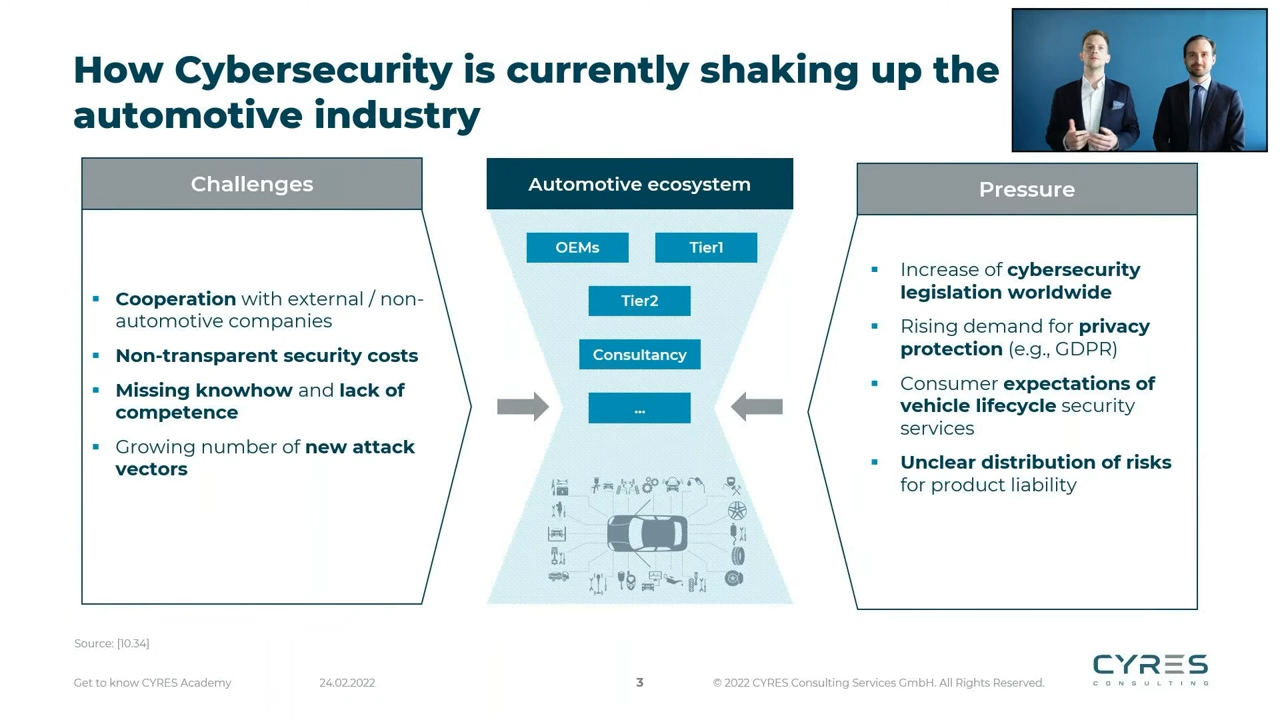 How Cybersecurity is currently shaking up the
automotive industry
Challenges
Cooperation with external / non-
automotive companies
Non-transparent security costs
Missing knowhow and lack of
competence
Growing number of new attack
vectors
Automotive ecosystem
OEMs
Tier1
Tier2
Consultancy
...
Pressure
Increase of cybersecurity
legislation worldwide
Rising demand for privacy
protection (e.g., GDPR)
Consumer expectations of
vehicle lifecycle security
services
Unclear distribution of risks
for product liability
Source: [10.34]
Get to know CYRES Academy
24.02.2022
3
© 2022 CYRES Consulting Services GmbH. All Rights Reserved.
CYRES
CONSULTING